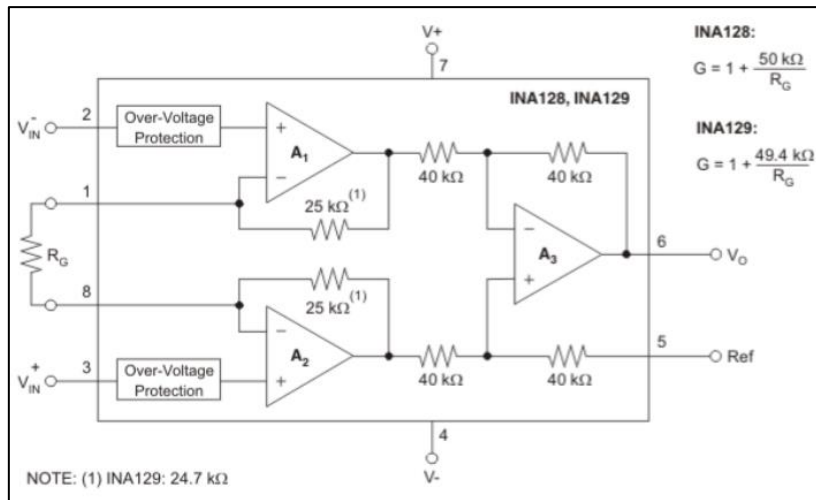 V+
7
INA128:
G = 1 + 50 kΩ
R_G
INA128, INA129
V_IN^-
2
Over-Voltage
Protection
+
A₁
−
40 kΩ
40 kΩ
INA129:
G = 1 + 49.4 kΩ
R_G
1
25 kΩ⁽¹⁾
R_G
−
A₃
+
6
V_O
8
25 kΩ⁽¹⁾
−
A₂
+
5
Ref
V_IN^+
3
Over-Voltage
Protection
40 kΩ
40 kΩ
4
V-
NOTE: (1) INA129: 24.7 kΩ